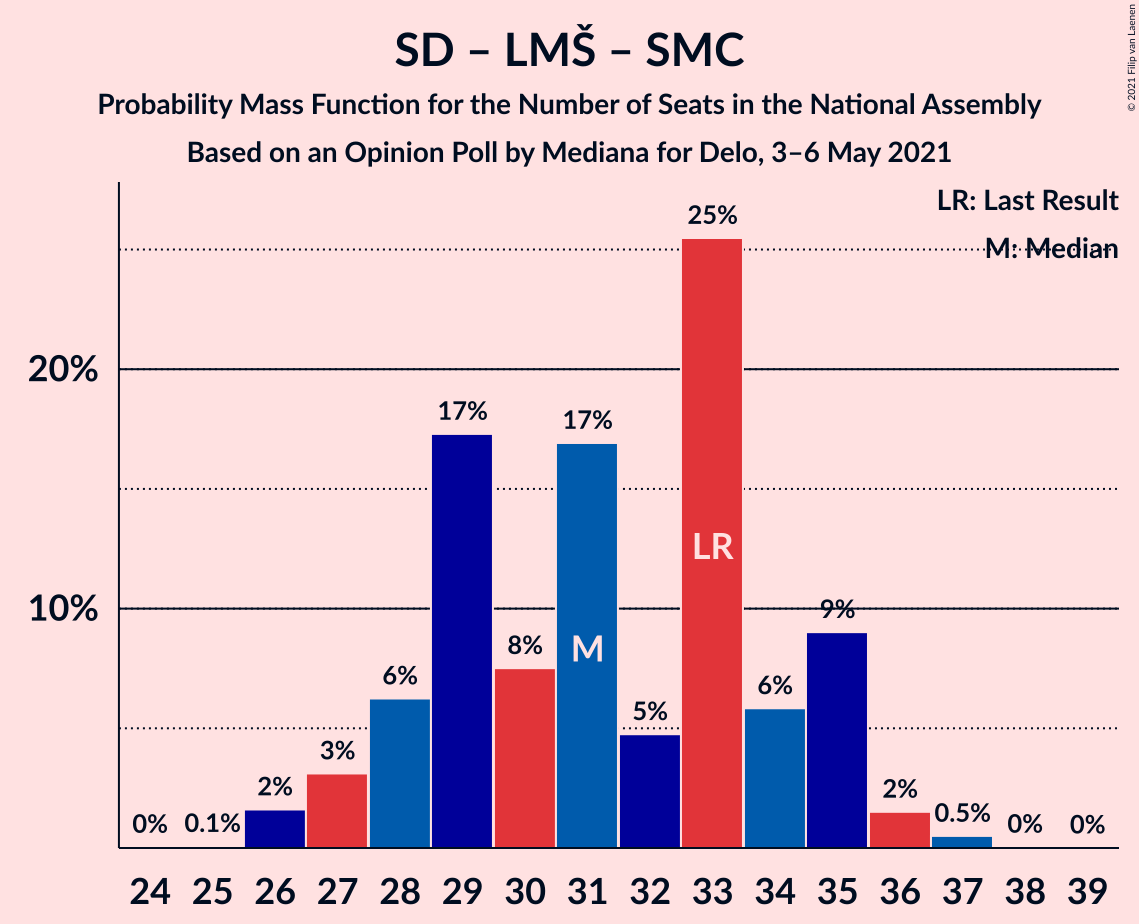 SD – LMŠ – SMC
Probability Mass Function for the Number of Seats in the National Assembly
Based on an Opinion Poll by Mediana for Delo, 3–6 May 2021
© 2021 Filip van Laenen
LR: Last Result
M: Median
20%
10%
0%
0.1%
2%
3%
6%
17%
8%
17%
5%
25%
6%
9%
2%
0.5%
0%
0%
M
LR
24 25 26 27 28 29 30 31 32 33 34 35 36 37 38 39